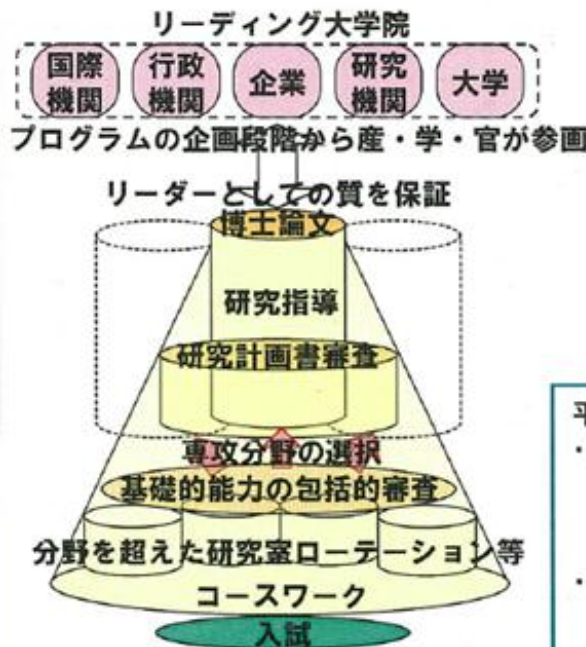 リーディング大学院
国際機関 行政機関 企業 研究機関 大学
プログラムの企画段階から産・学・官が参画
リーダーとしての質を保証
博士論文
研究指導
研究計画書審査
専攻分野の選択
基礎的能力の包括的審査
分野を超えた研究室ローテーション等
コースワーク
入試
平
・
・